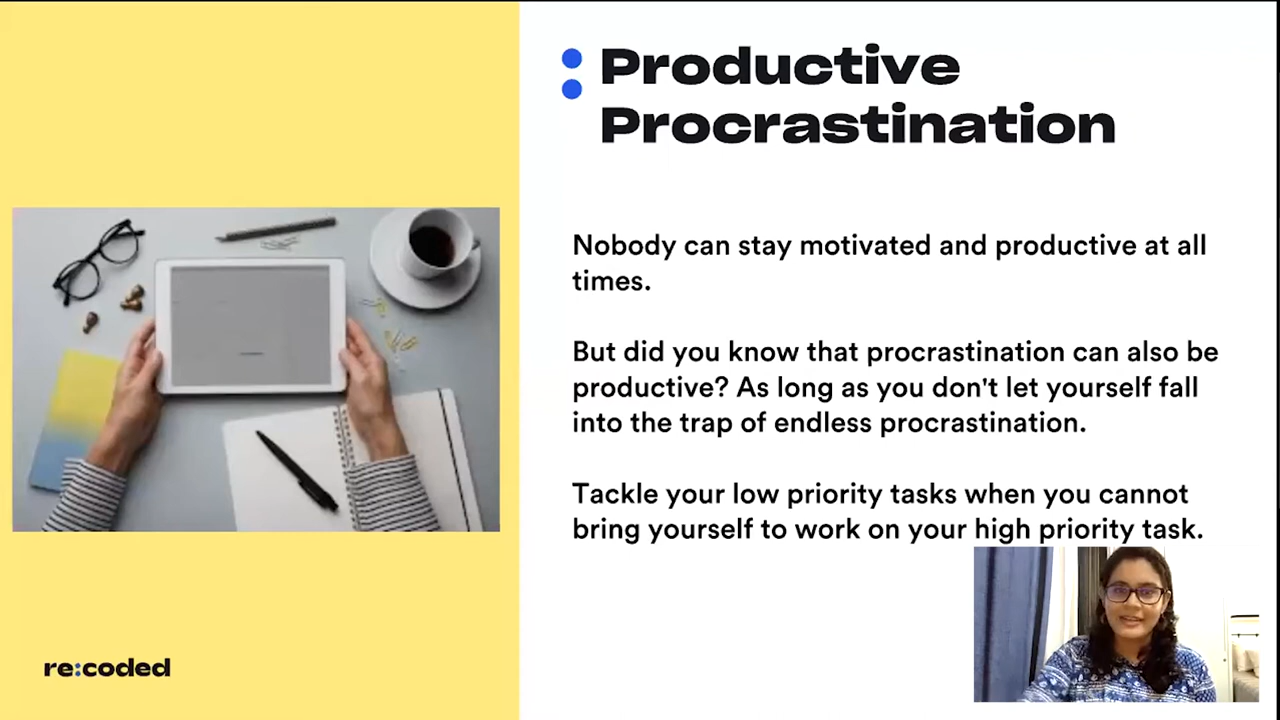 Productive
Procrastination
Nobody can stay motivated and productive at all
times.
But did you know that procrastination can also be
productive? As long as you don't let yourself fall
into the trap of endless procrastination.
Tackle your low priority tasks when you cannot
bring yourself to work on your high priority task.
re:coded